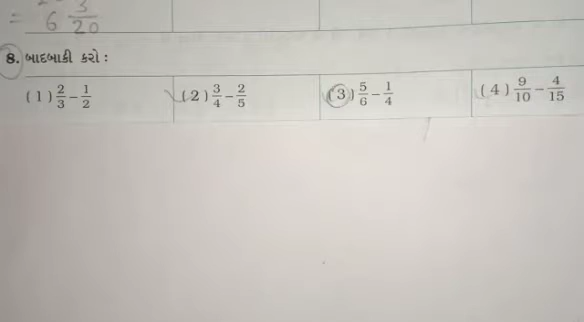 = 6 3/20
8. બાદબાકી કરો :
(1) 2/3 - 1/2 (2) 3/4 - 2/5 (3) 5/6 - 1/4 (4) 9/10 - 4/15